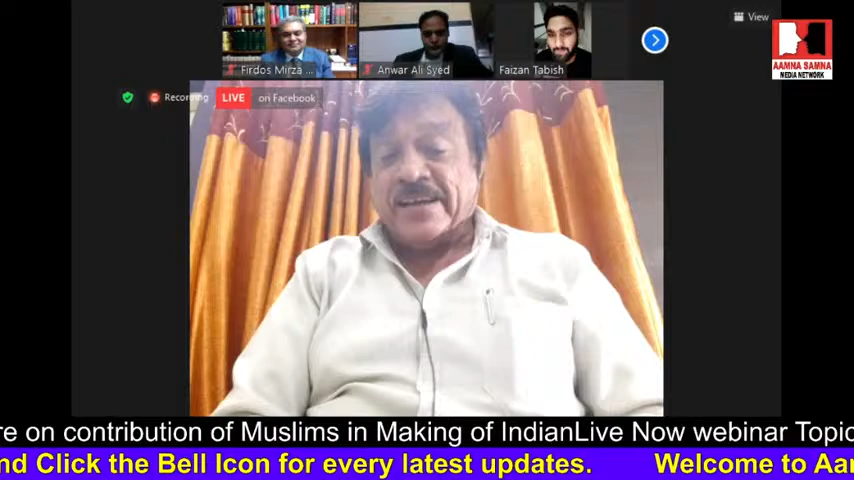 Firdos Mirza ...
Anwar Ali Syed
Faizan Tabish
View
AAMNA SAMNA
MEDIA NETWORK
Recording
LIVE on Facebook
re on contribution of Muslims in Making of IndianLive Now webinar Topic
nd Click the Bell Icon for every latest updates. Welcome to Aam